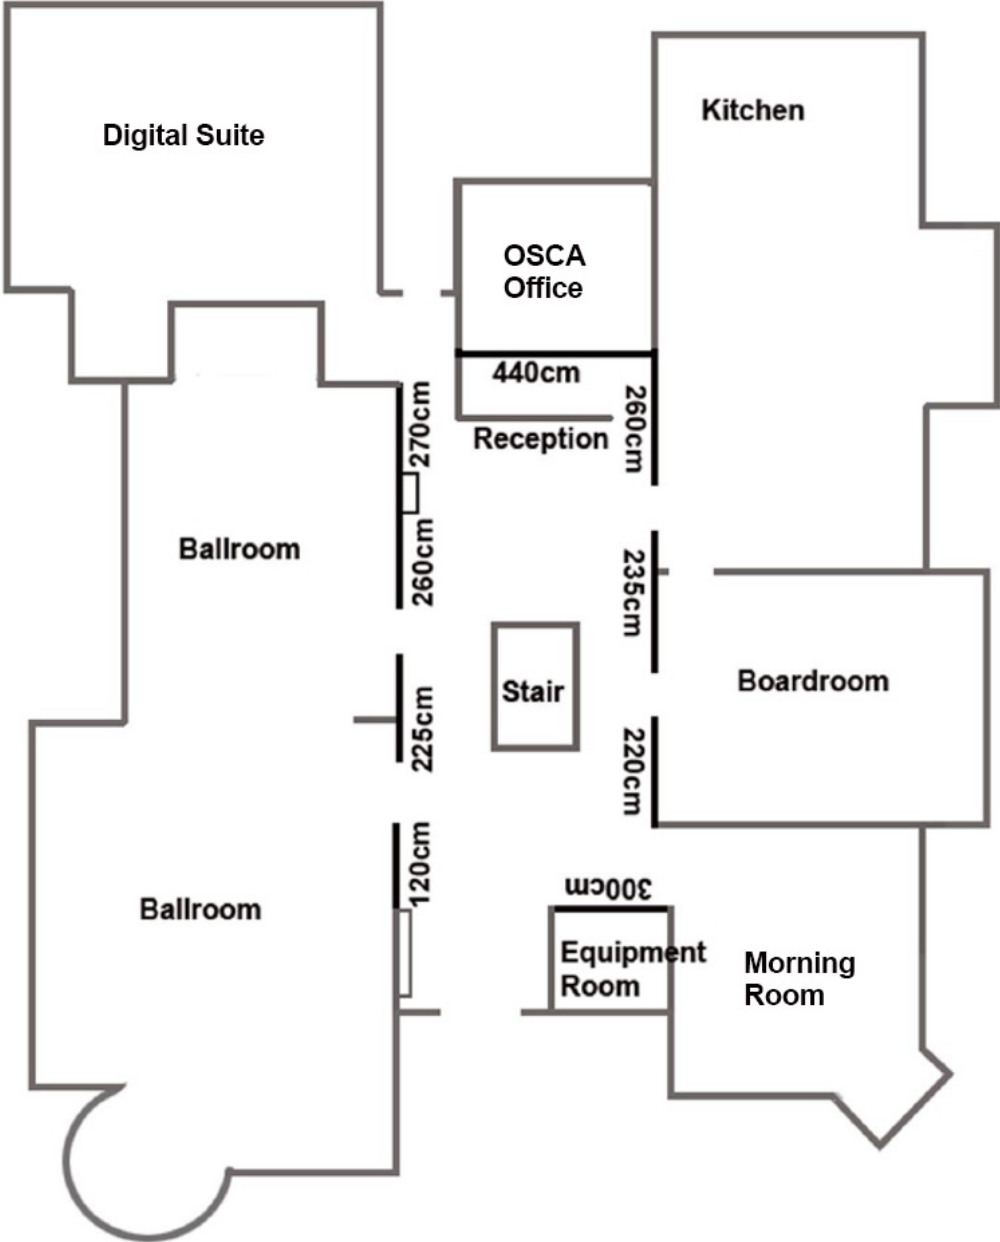 Kitchen
Digital Suite
OSCA
Office
440cm
260cm
270cm
Reception
Ballroom
260cm
235cm
Stair
Boardroom
225cm
220cm
120cm
300cm
Ballroom
Equipment
Room
Morning
Room